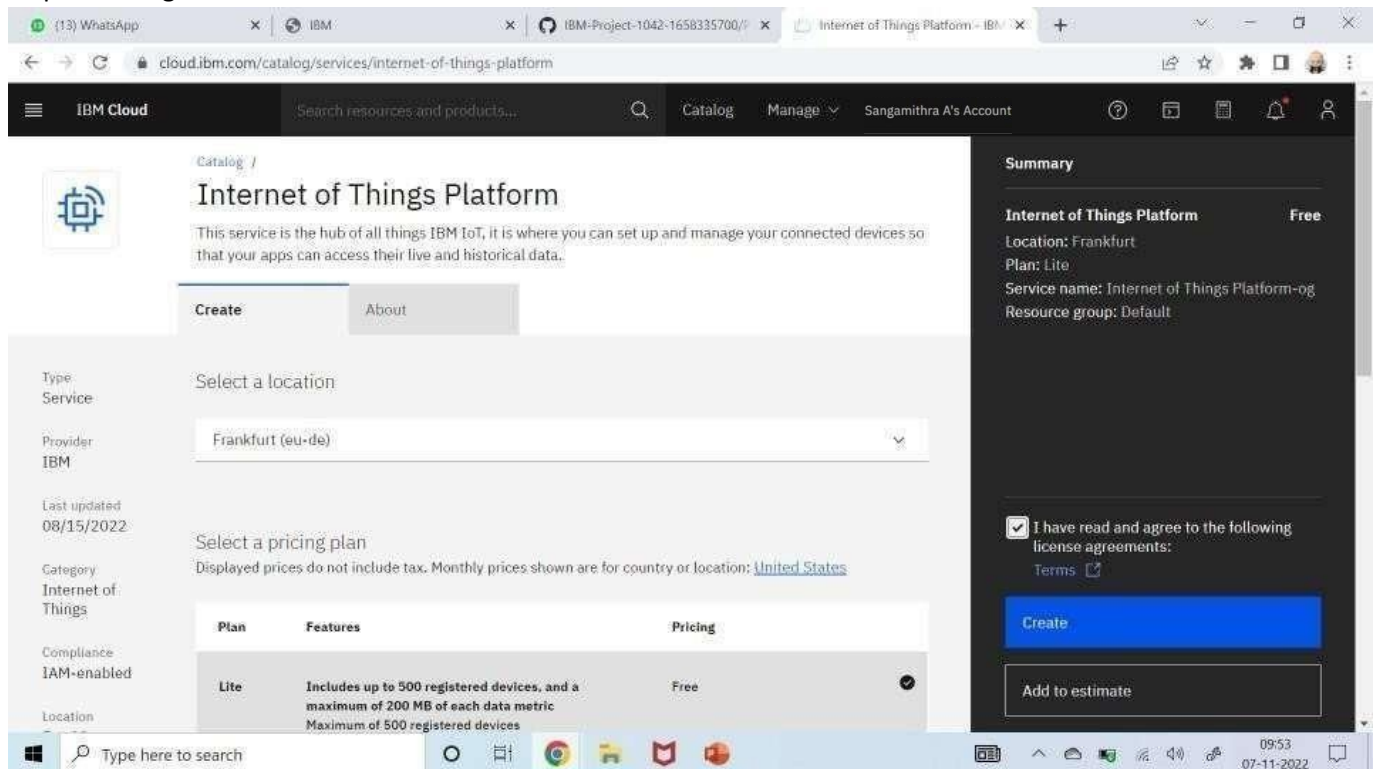 (13) WhatsApp
IBM
IBM-Project-1042-1658335700/
Internet of Things Platform - IBM
cloud.ibm.com/catalog/services/internet-of-things-platform
IBM Cloud
Search resources and products...
Catalog
Manage
Sangamithra A's Account
Catalog /
Internet of Things Platform
This service is the hub of all things IBM IoT, it is where you can set up and manage your connected devices so
that your apps can access their live and historical data.
Create
About
Type
Service
Provider
IBM
Last updated
08/15/2022
Category
Internet of
Things
Compliance
IAM-enabled
Location
Select a location
Frankfurt (eu-de)
Select a pricing plan
Displayed prices do not include tax. Monthly prices shown are for country or location: United States
Plan
Features
Pricing
Lite
Includes up to 500 registered devices, and a
maximum of 200 MB of each data metric
Maximum of 500 registered devices
Free
Summary
Internet of Things Platform
Free
Location: Frankfurt
Plan: Lite
Service name: Internet of Things Platform-og
Resource group: Default
I have read and agree to the following
license agreements:
Terms
Create
Add to estimate
Type here to search
09:53
07-11-2022